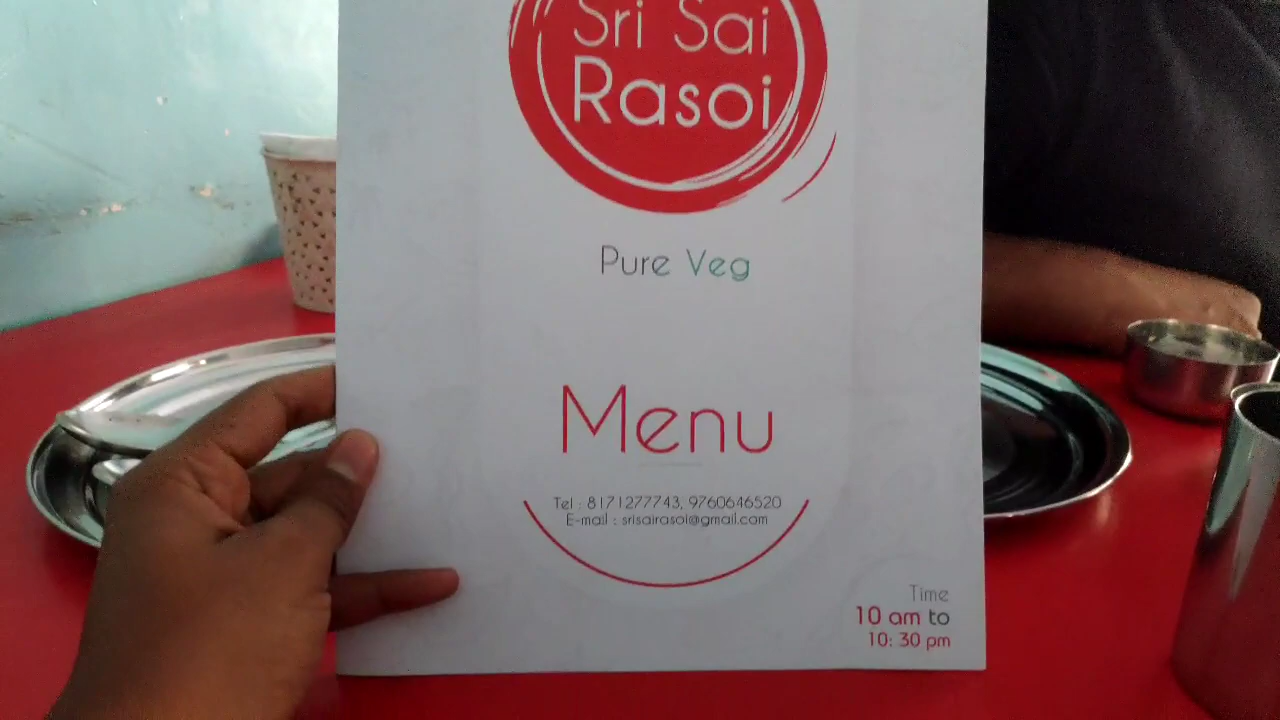 Sri Sai
Rasoi
Pure Veg
Menu
Tel : 8171277743, 9760646520
E-mail : srisairasoi@gmail.com
Time
10 am to
10: 30 pm